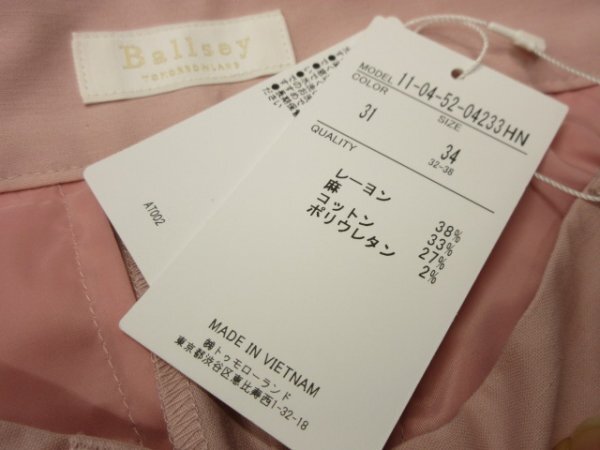 Ballsey
TOMORROWLAND
MODEL 11-04-52-04233HN
COLOR SIZE
31 34
32-38
QUALITY
レーヨン 38%
麻 33%
コットン 27%
ポリウレタン 2%
MADE IN VIETNAM
㈱トゥモローランド
東京都渋谷区恵比寿西1-32-18
AT002